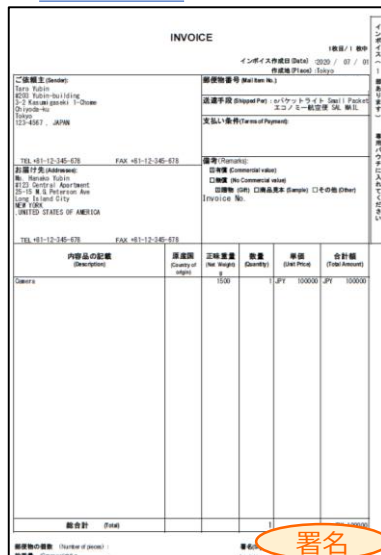 INVOICE
1枚目/1 枚中
インボイス作成日(Date) :2020 / 07 / 01
作成地(Place) :Tokyo
ご依頼主(Sender):
Taro Yubin
#203 Yubin-building
3-2 Kasumigaseki 1-Chome
Chiyoda-ku
Tokyo
123-4567 , JAPAN
TEL +81-12-345-678 FAX +81-12-345-678
郵便物番号(Mail Item No.)
送達手段(Shipped Per) : eパケットライト Small Packet
エコノミー航空便 SAL MAIL
支払い条件(Terms of Payment):
お届け先(Addressee):
Ms. Hanako Yubin
#123 Central Apartment
25-15 M.G. Peterson Ave
Long Island City
NEW YORK
,UNITED STATES OF AMERICA
TEL +81-12-345-678 FAX +81-12-345-678
備考(Remarks):
有償 (Commercial value)
無償 (No Commercial value)
贈物 (Gift) 商品見本 (Sample) その他 (Other)
Invoice No.
内容品の記載 (Description)
原産国 (Country of origin)
正味重量 (Net Weight) g
数量 (Quantity)
単価 (Unit Price)
合計額 (Total Amount)
Camera 1500 1 JPY 100000 JPY 100000
総合計 (Total) 1
郵便物の個数 (Number of pieces) :
署名